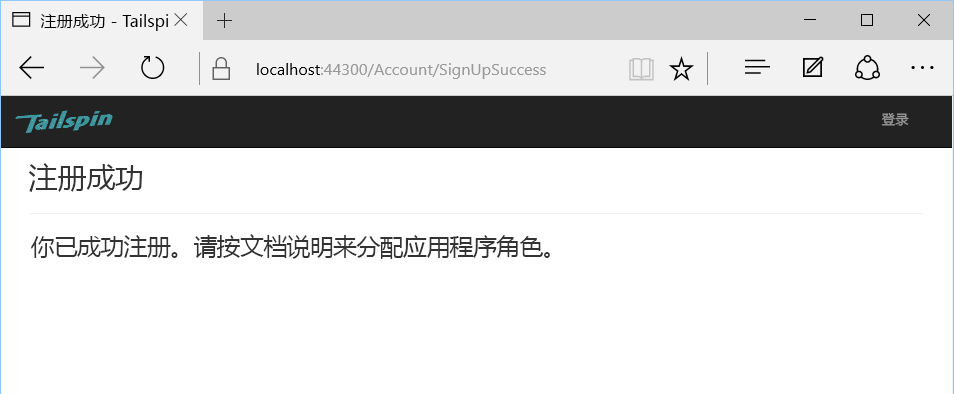 注册成功 - Tailspi
localhost:44300/Account/SignUpSuccess
Tailspin
登录
注册成功
你已成功注册。请按文档说明来分配应用程序角色。